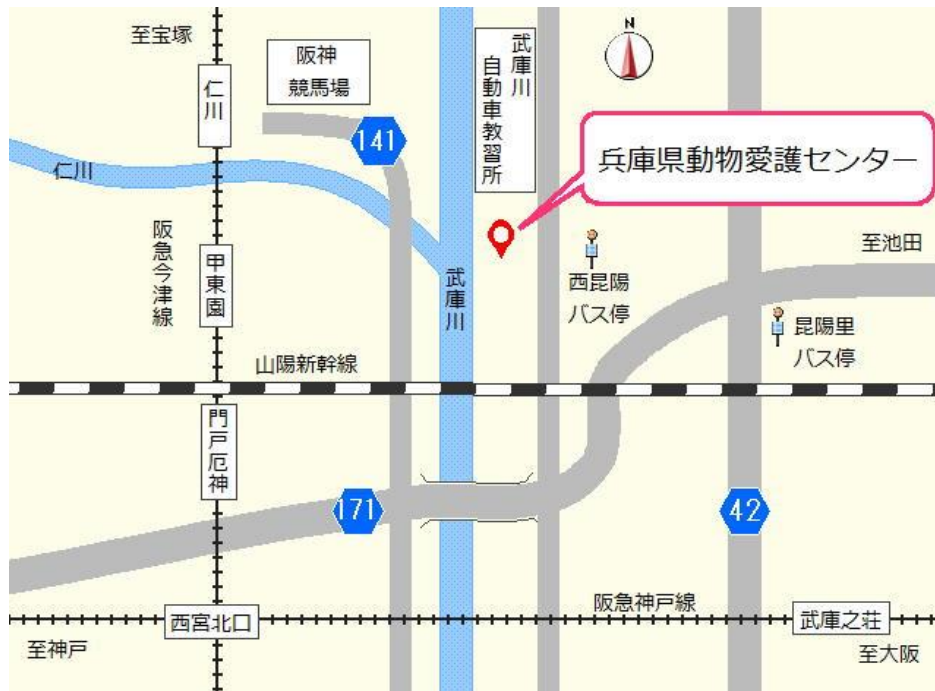 至宝塚
阪神
競馬場
武庫川
自動車教習所
N
仁川
141
兵庫県動物愛護センター
仁川
阪急今津線
甲東園
武庫川
西昆陽
バス停
至池田
昆陽里
バス停
山陽新幹線
門戸厄神
171
42
阪急神戸線
西宮北口
武庫之荘
至神戸
至大阪